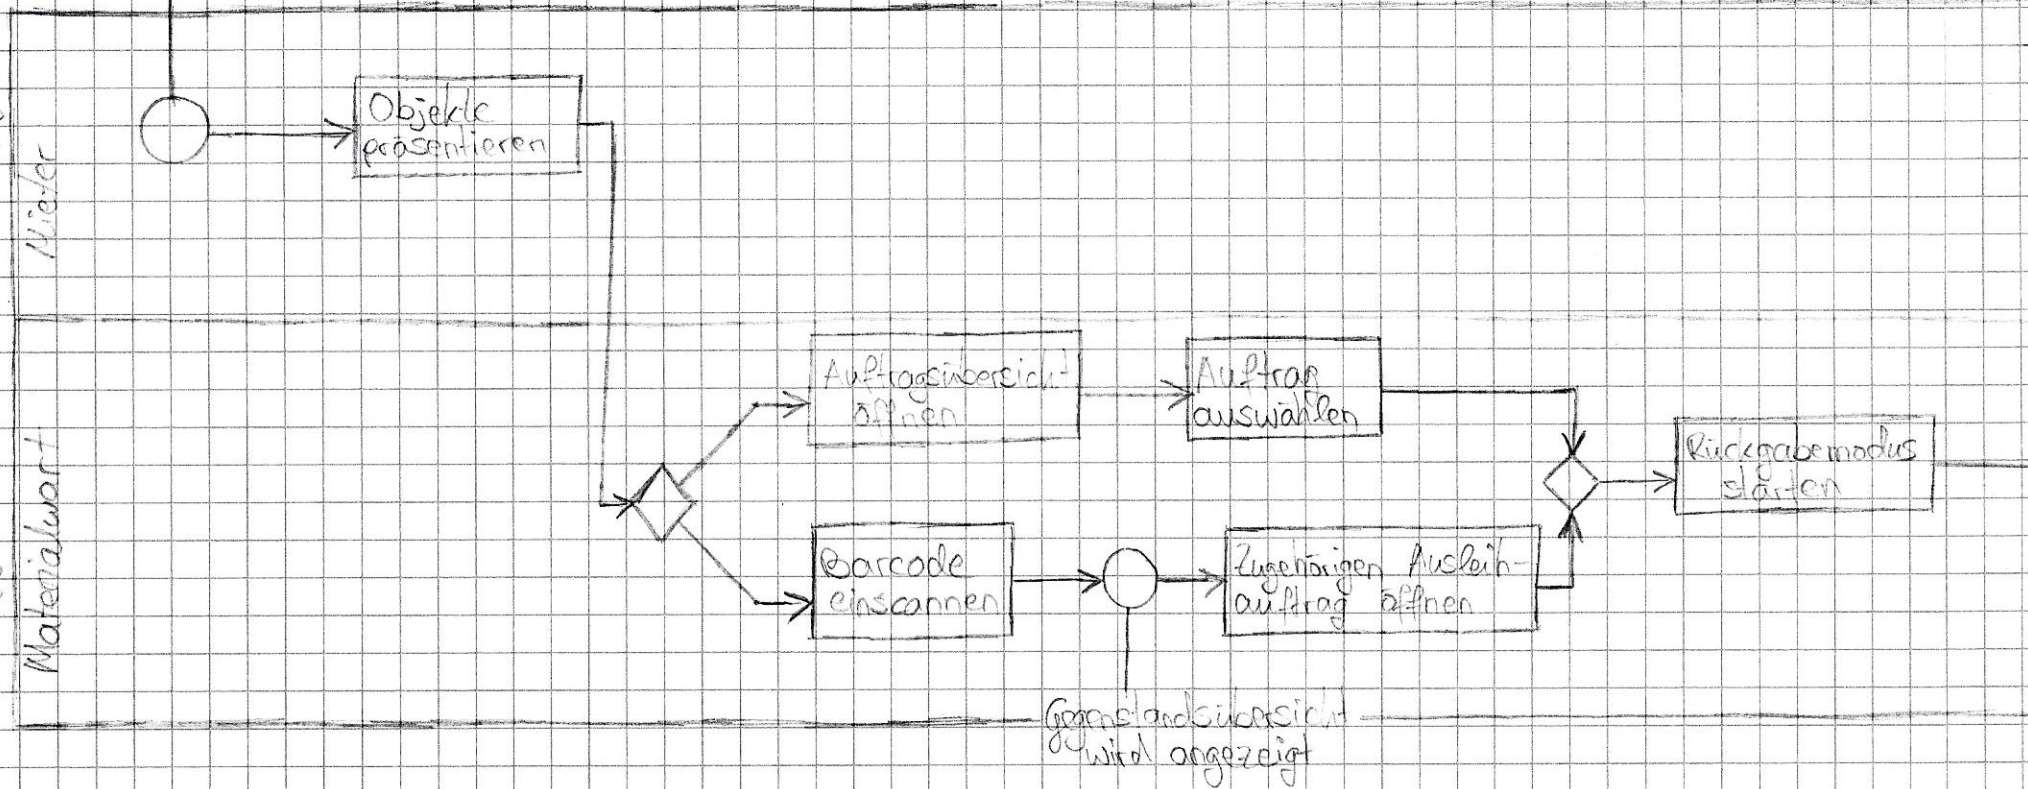 Mieter
Objekte
präsentieren
Materialwart
Auftragsübersicht
öffnen
Auftrag
auswählen
Barcode
einscannen
Gegenstandsübersicht
wird angezeigt
Zugehörigen Ausleih-
auftrag öffnen
Rückgabemodus
starten